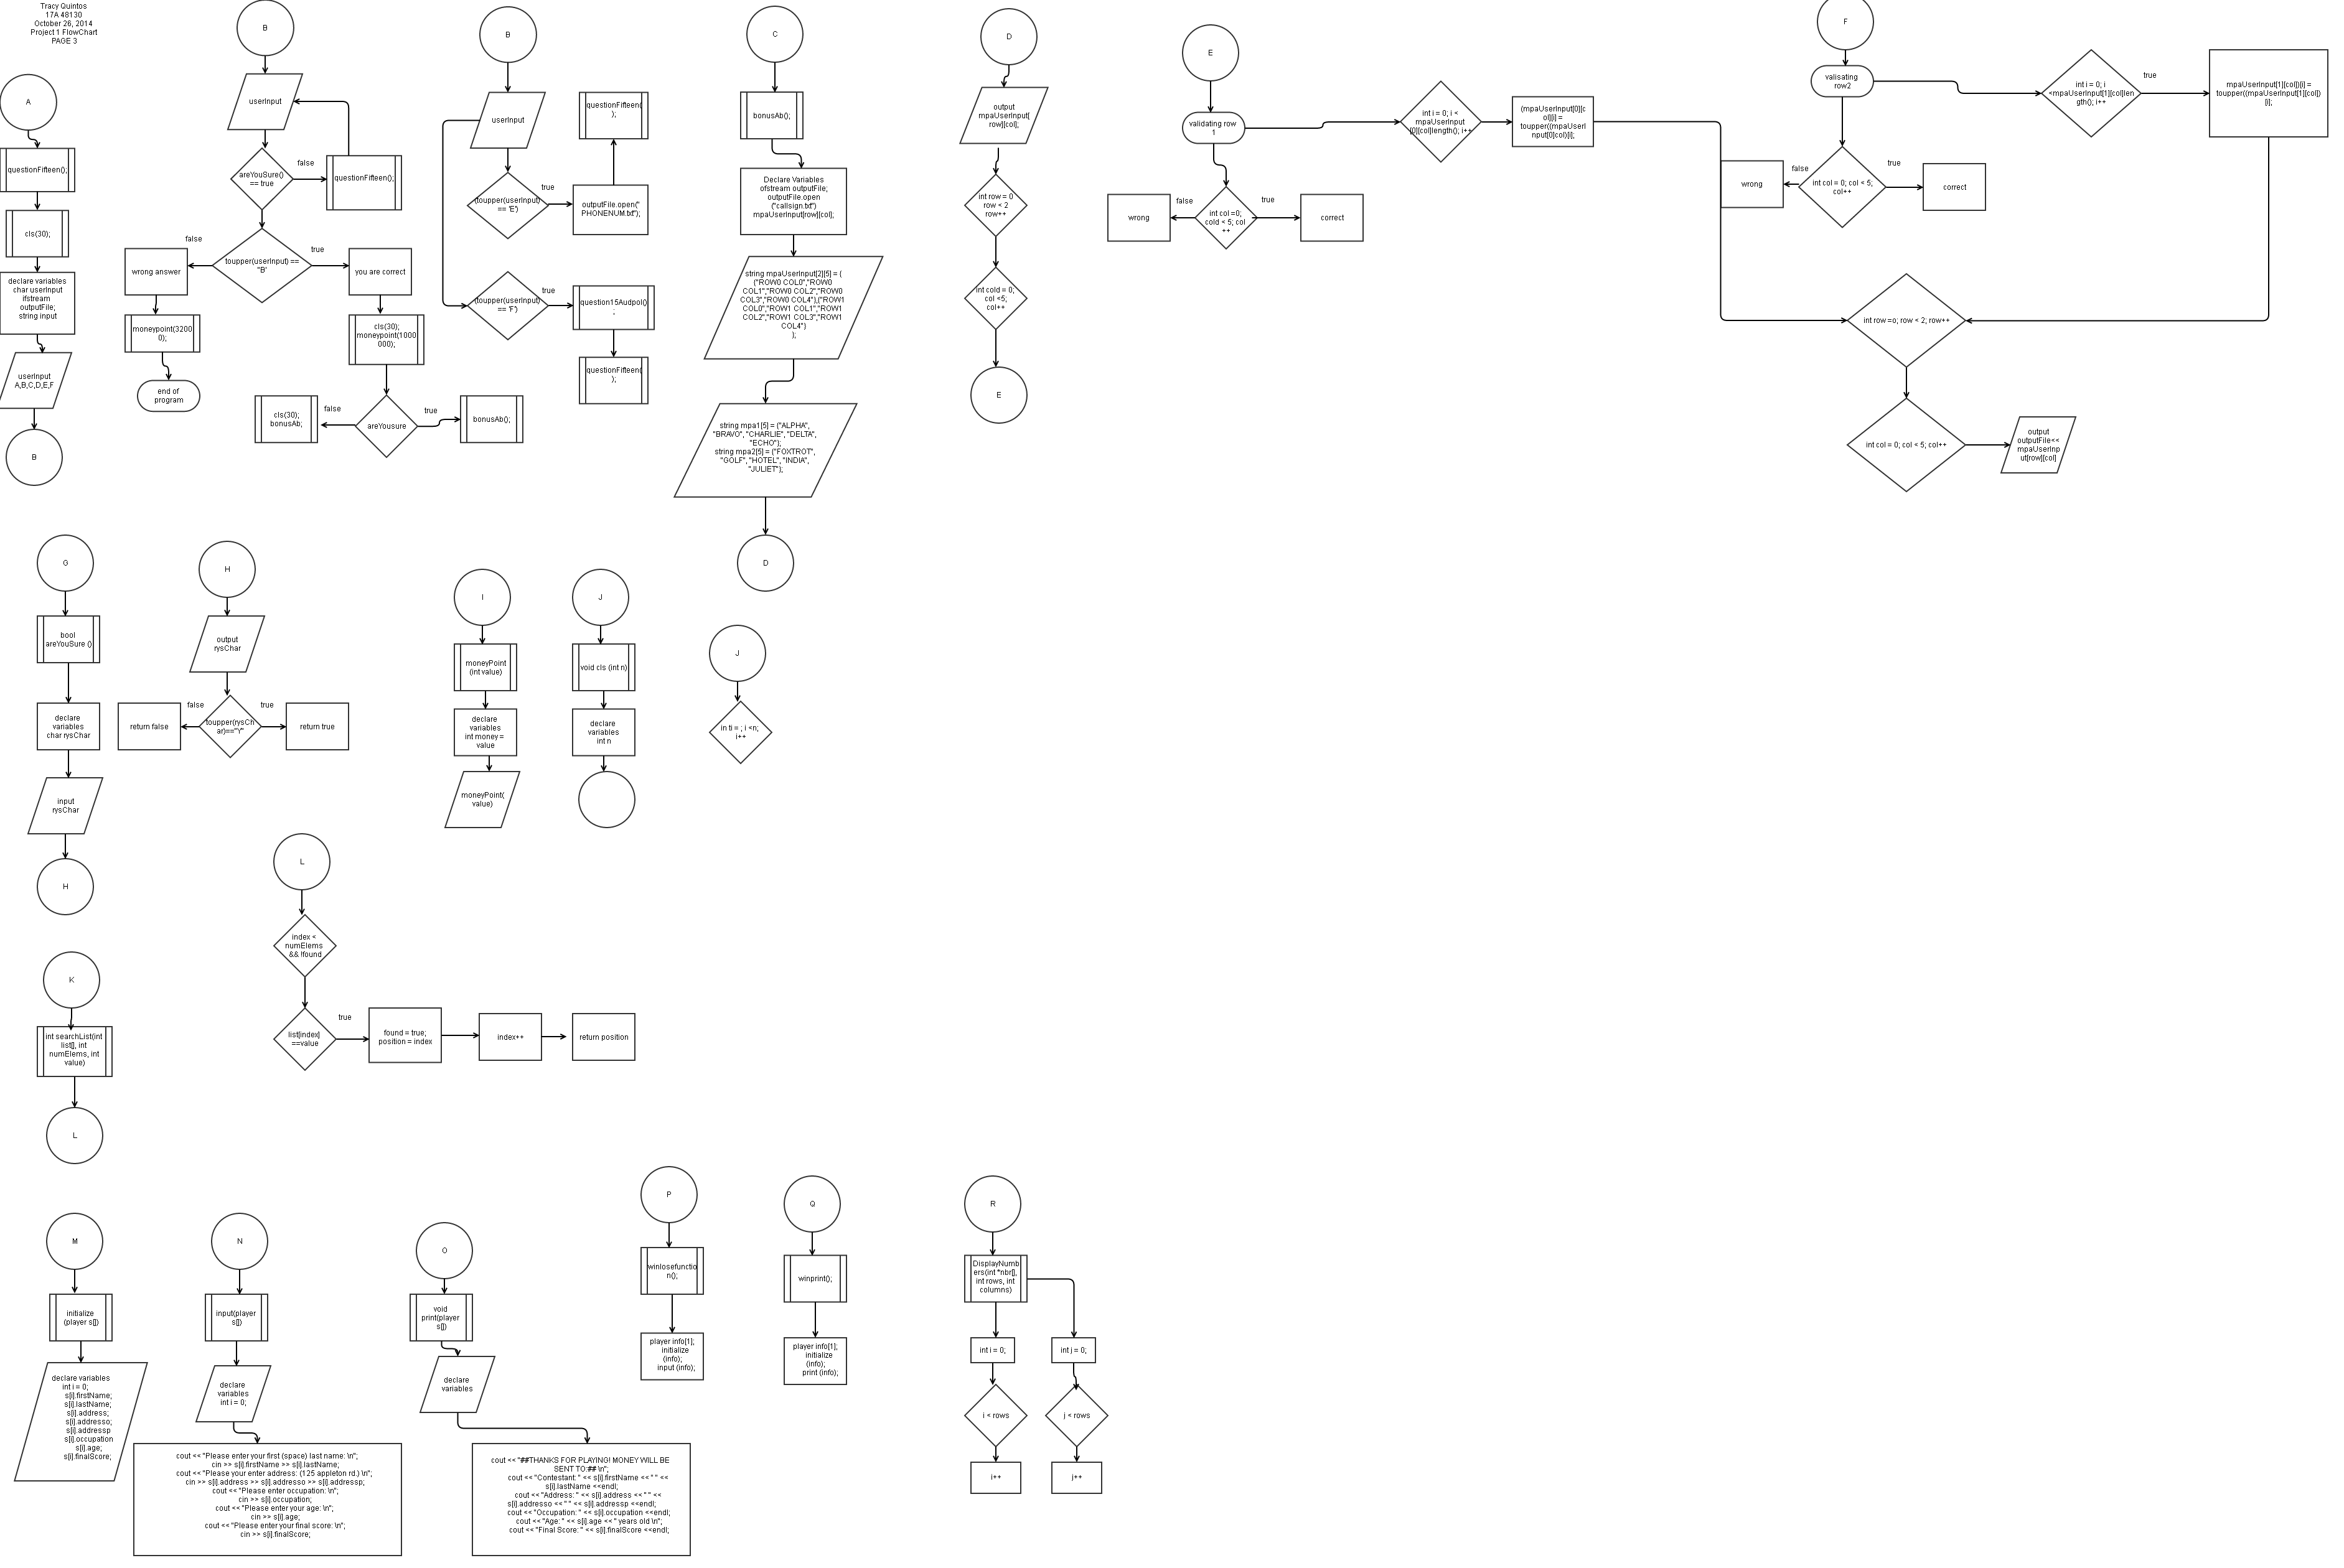 Tracy Quintos
17A 48130
October 26, 2014
Project 1 FlowChart
PAGE 3
A
questionFifteen();
cls(30);
declare variables
char userInput
ifstream
outputFile;
string input
userInput
A,B,C,D,E,F
B
B
userInput
areYouSure()
== true
false
questionFifteen();
toupper(userInput) ==
"B'
false
true
wrong answer
moneypoint(3200
0);
end of
program
you are correct
cls(30);
moneypoint(1000
000);
areYousure
false
true
cls(30);
bonusAb;
bonusAb();
B
userInput
(toupper(userInput)
== 'E')
true
outputFile.open("
PHONENUM.txt");
questionFifteen(
);
(toupper(userInput)
== 'F')
true
question15Audpol()
;
questionFifteen(
);
C
bonusAb();
Declare Variables
ofstream outputFile;
outputFile.open
("callsign.txt")
mpaUserInput[row][col];
string mpaUserInput[2][5] = (
("ROW0 COL0","ROW0
COL1","ROW0 COL2","ROW0
COL3","ROW0 COL4"),("ROW1
COL0","ROW1 COL1","ROW1
COL2","ROW1 COL3","ROW1
COL4")
);
string mpa1[5] = ("ALPHA",
"BRAVO", "CHARLIE", "DELTA",
"ECHO");
string mpa2[5] = ("FOXTROT",
"GOLF", "HOTEL", "INDIA",
"JULIET");
D
D
output
mpaUserInput[
row][col];
int row = 0
row < 2
row++
int cold = 0;
col <5;
col++
E
E
validating row
1
int col =0;
cold < 5; col
++
false
true
wrong
correct
int i = 0; i <
mpaUserInput
[0][col]length(); i++
(mpaUserInput[0][c
ol])[i] =
toupper((mpaUserI
nput[0]col)[i];
F
valisating
row2
int i = 0; i
<mpaUserInput[1][col]len
gth(); i++
true
mpaUserInput[1][col])[i] =
toupper((mpaUserInput[1][col])
[i];
int col = 0; col < 5;
col++
false
true
wrong
correct
int row =o; row < 2; row++
int col = 0; col < 5; col++
output
outputFile<<
mpaUserInp
ut[row][col]
G
bool
areYouSure ()
declare
variables
char rysChar
input
rysChar
H
H
output
rysChar
toupper(rysCh
ar)=="Y"
false
true
return false
return true
I
moneyPoint
(int value)
declare
variables
int money =
value
moneyPoint(
value)
J
void cls (int n)
declare
variables
int n
J
in ti = ; i <n;
i++
K
int searchList(int
list[], int
numElems, int
value)
L
L
index <
numElems
&& !found
list[index]
==value
true
found = true;
position = index
index++
return position
M
initialize
(player s[])
declare variables
int i = 0;
s[i].firstName;
s[i].lastName;
s[i].address;
s[i].addresso;
s[i].addressp
s[i].occupation
s[i].age;
s[i].finalScore;
N
input(player
s[])
declare
variables
int i = 0;
cout << "Please enter your first (space) last name: \n";
cin >> s[i].firstName >> s[i].lastName;
cout << "Please your enter address: (125 appleton rd.) \n";
cin >> s[i].address >> s[i].addresso >> s[i].addressp;
cout << "Please enter occupation: \n";
cin >> s[i].occupation;
cout << "Please enter your age: \n";
cin >> s[i].age;
cout << "Please enter your final score: \n";
cin >> s[i].finalScore;
O
void
print(player
s[])
declare
variables
cout << "##THANKS FOR PLAYING! MONEY WILL BE
SENT TO:## \n";
cout << "Contestant: " << s[i].firstName << " " <<
s[i].lastName <<endl;
cout << "Address: " << s[i].address << " " <<
s[i].addresso << " " << s[i].addressp <<endl;
cout << "Occupation: " << s[i].occupation <<endl;
cout << "Age: " << s[i].age << " years old \n";
cout << "Final Score: " << s[i].finalScore <<endl;
P
winlosefunctio
n();
player info[1];
initialize
(info);
input (info);
Q
winprint();
player info[1];
initialize
(info);
print (info);
R
DisplayNumb
ers(int *nbr[],
int rows, int
columns)
int i = 0;
int j = 0;
i < rows
j < rows
i++
j++